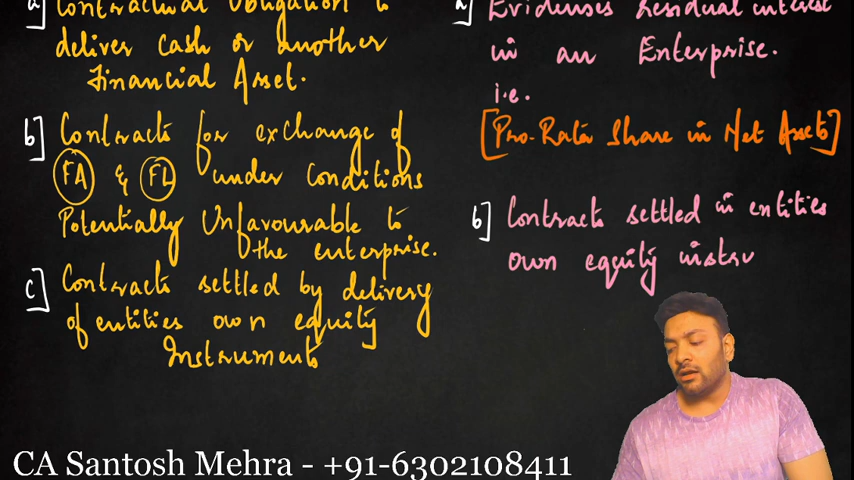 a] Contractual Obligation to
deliver cash or another
Financial Asset.
b] Contracts for exchange of
FA & FL under conditions
Potentially Unfavourable to
the enterprise.
c] Contracts settled by delivery
of entities own equity
Instruments
a] Evidenses residual interest
in an Enterprise.
i.e.
[Pro-Rata Share in Net Assets]
b] Contracts settled in entities
own equity instru
CA Santosh Mehra - +91-6302108411